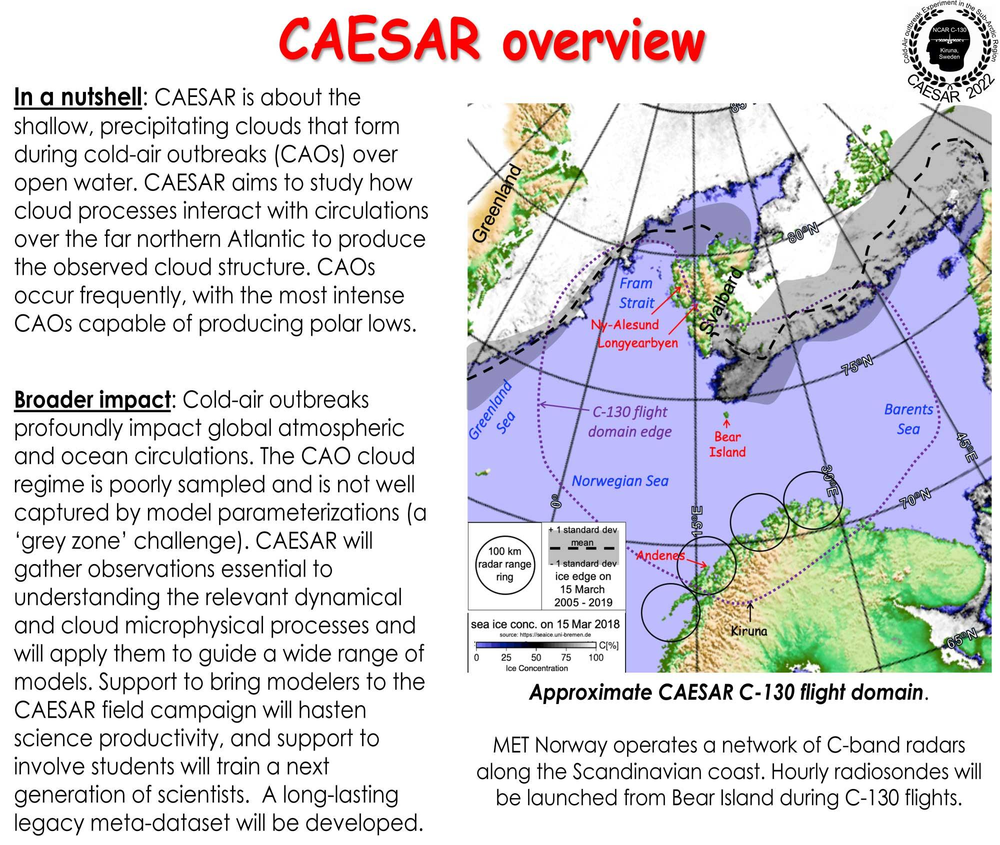 CAESAR overview
Cold-Air outbreak Experiment in the Sub-Arctic Region
NCAR C-130
Kiruna,
Sweden
CAESAR 2022
In a nutshell: CAESAR is about the
shallow, precipitating clouds that form
during cold-air outbreaks (CAOs) over
open water. CAESAR aims to study how
cloud processes interact with circulations
over the far northern Atlantic to produce
the observed cloud structure. CAOs
occur frequently, with the most intense
CAOs capable of producing polar lows.
Broader impact: Cold-air outbreaks
profoundly impact global atmospheric
and ocean circulations. The CAO cloud
regime is poorly sampled and is not well
captured by model parameterizations (a
‘grey zone’ challenge). CAESAR will
gather observations essential to
understanding the relevant dynamical
and cloud microphysical processes and
will apply them to guide a wide range of
models. Support to bring modelers to the
CAESAR field campaign will hasten
science productivity, and support to
involve students will train a next
generation of scientists.  A long-lasting
legacy meta-dataset will be developed.
85
Greenland
80ºN
Fram
Strait
Svalbard
Ny-Alesund
Longyearbyen
75ºN
Greenland
Sea
C-130 flight
domain edge
Barents
Sea
Bear
Island
45ºE
Norwegian Sea
30ºE
0º
15ºE
70ºN
Andenes
Kiruna
65ºN
100 km
radar range
ring
+ 1 standard dev
mean
- 1 standard dev
ice edge on
15 March
2005 - 2019
sea ice conc. on 15 Mar 2018
source: https://seaice.uni-bremen.de
C[%]
0 25 50 75 100
Ice Concentration
Approximate CAESAR C-130 flight domain.
MET Norway operates a network of C-band radars
along the Scandinavian coast. Hourly radiosondes will
be launched from Bear Island during C-130 flights.